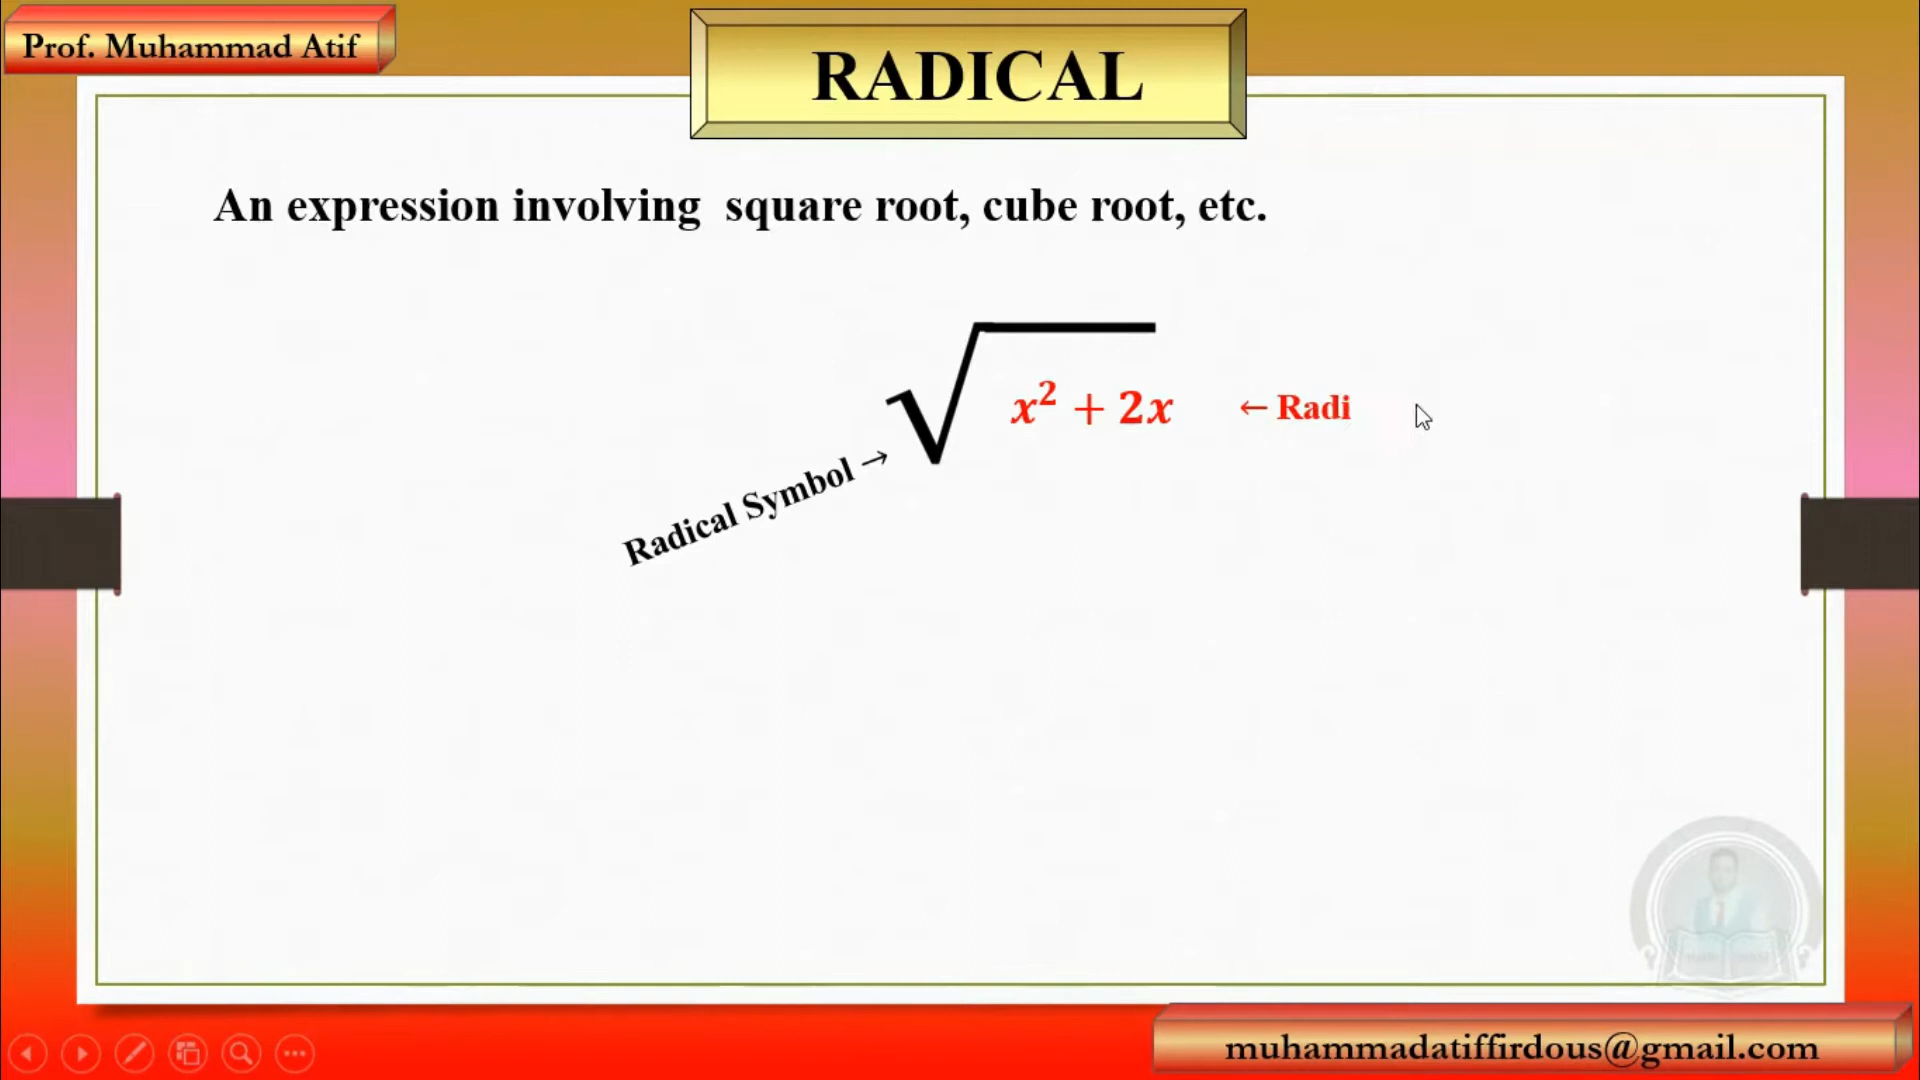 Prof. Muhammad Atif
RADICAL
An expression involving square root, cube root, etc.
√ x² + 2x ← Radi
Radical Symbol →
muhammadatiffirdous@gmail.com